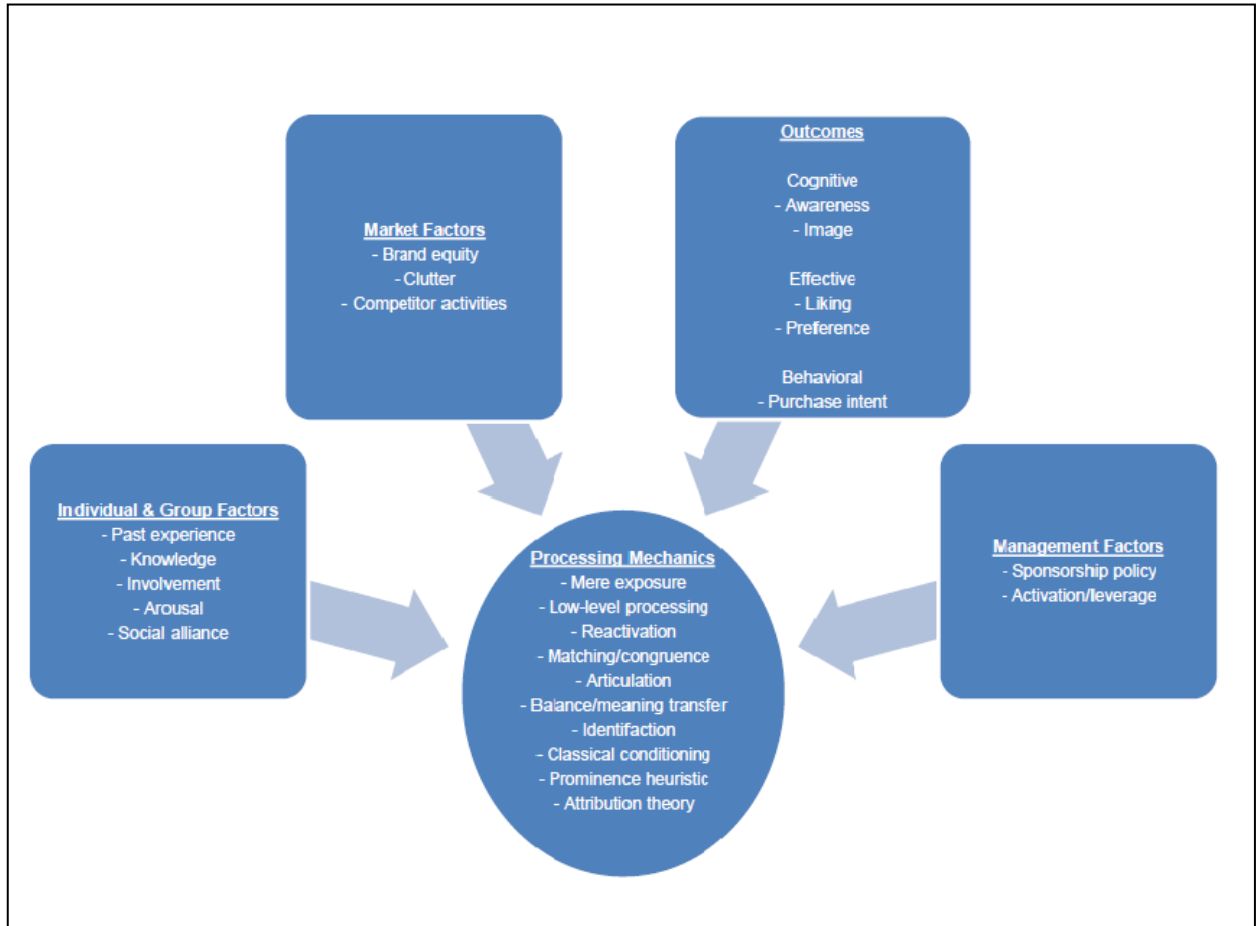 Market Factors
- Brand equity
- Clutter
- Competitor activities
Outcomes
Cognitive
- Awareness
- Image
Effective
- Liking
- Preference
Behavioral
- Purchase intent
Individual & Group Factors
- Past experience
- Knowledge
- Involvement
- Arousal
- Social alliance
Processing Mechanics
- Mere exposure
- Low-level processing
- Reactivation
- Matching/congruence
- Articulation
- Balance/meaning transfer
- Identifaction
- Classical conditioning
- Prominence heuristic
- Attribution theory
Management Factors
- Sponsorship policy
- Activation/leverage